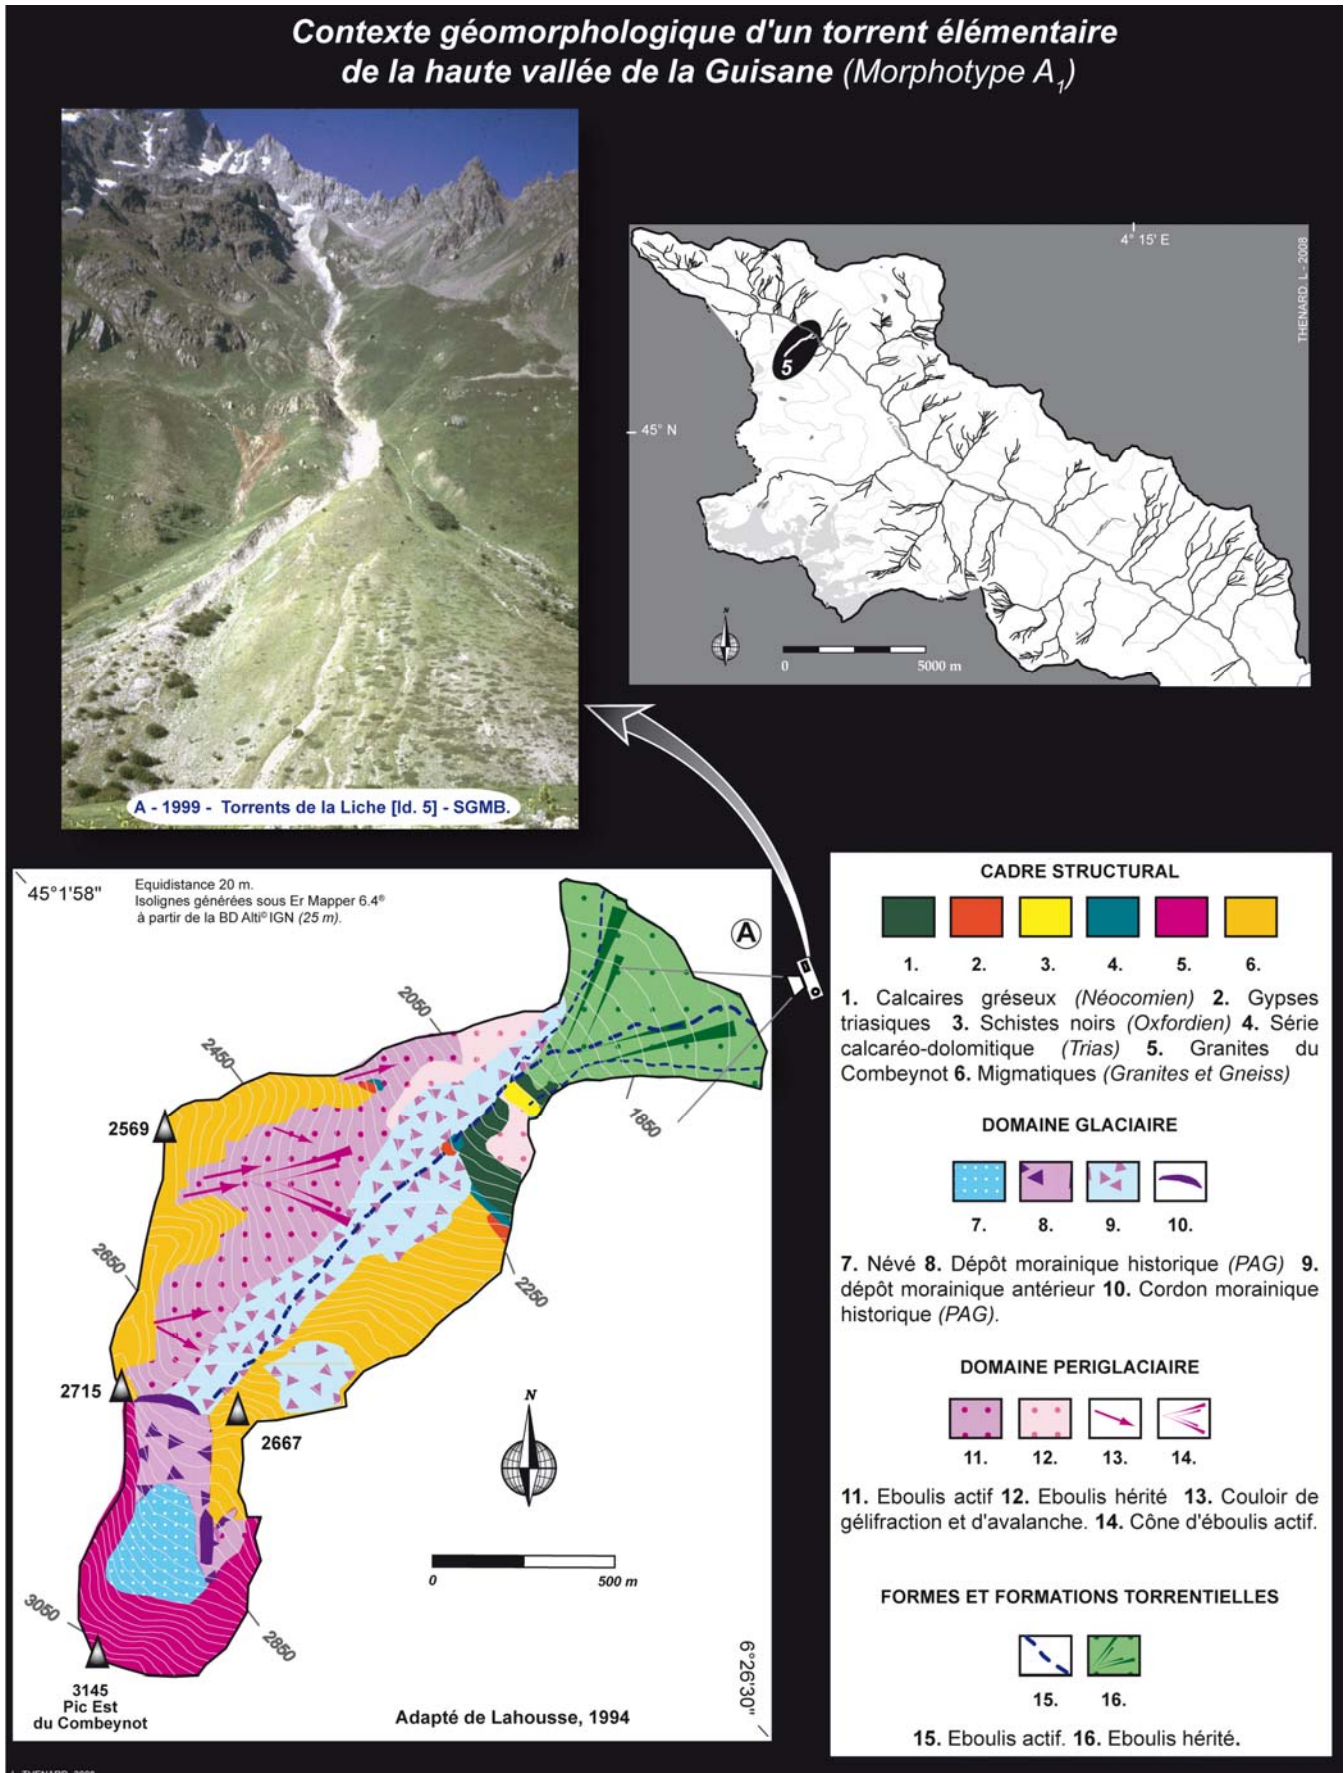 Contexte géomorphologique d'un torrent élémentaire
de la haute vallée de la Guisane (Morphotype A1)
A - 1999 - Torrents de la Liche [Id. 5] - SGMB.
4° 15' E
THENARD. L - 2008
5
45° N
N
0 5000 m
45°1'58"
Equidistance 20 m.
Isolignes générées sous Er Mapper 6.4®
à partir de la BD Alti© IGN (25 m).
A
2050
2450
2569
1850
2650
2250
2715
2667
N
0 500 m
3050
2850
3145
Pic Est
du Combeynot
6°26'30"
Adapté de Lahousse, 1994
CADRE STRUCTURAL
1. 2. 3. 4. 5. 6.
1. Calcaires gréseux (Néocomien) 2. Gypses
triasiques 3. Schistes noirs (Oxfordien) 4. Série
calcaréo-dolomitique (Trias) 5. Granites du
Combeynot 6. Migmatiques (Granites et Gneiss)
DOMAINE GLACIAIRE
7. 8. 9. 10.
7. Névé 8. Dépôt morainique historique (PAG) 9.
dépôt morainique antérieur 10. Cordon morainique
historique (PAG).
DOMAINE PERIGLACIAIRE
11. 12. 13. 14.
11. Eboulis actif 12. Eboulis hérité 13. Couloir de
gélifraction et d'avalanche. 14. Cône d'éboulis actif.
FORMES ET FORMATIONS TORRENTIELLES
15. 16.
15. Eboulis actif. 16. Eboulis hérité.